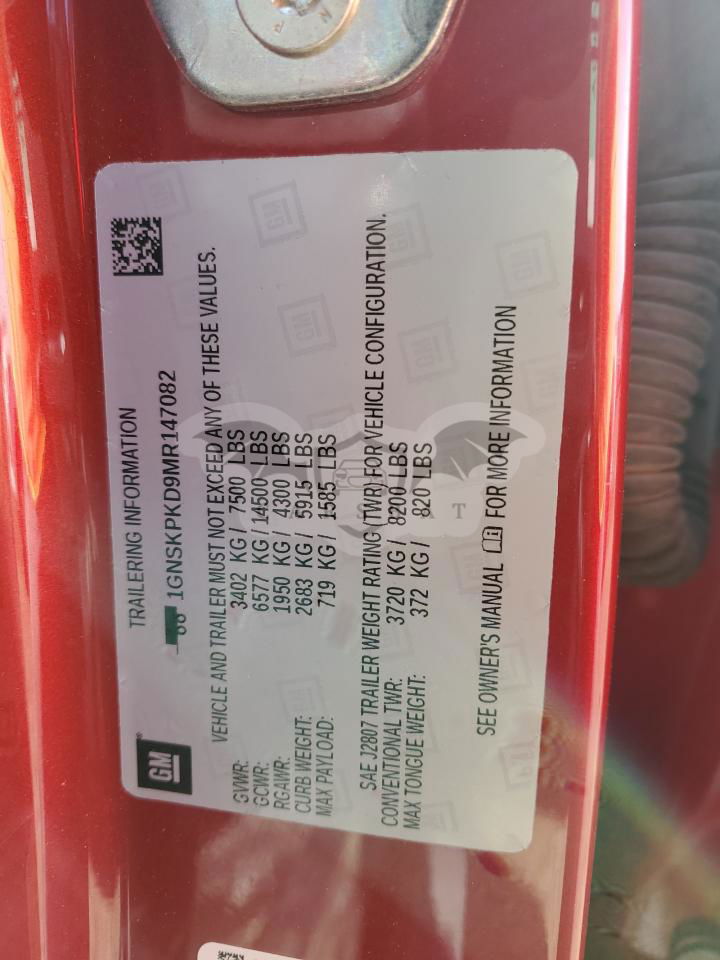 TRAILERING INFORMATION
1GNSKPKD9MR147082
GM
VEHICLE AND TRAILER MUST NOT EXCEED ANY OF THESE VALUES.
GVWR: 3402 KG / 7500 LBS
GCWR: 6577 KG / 14500 LBS
RGAWR: 1950 KG / 4300 LBS
CURB WEIGHT: 2683 KG / 5915 LBS
MAX PAYLOAD: 719 KG / 1585 LBS
SAE J2807 TRAILER WEIGHT RATING (TWR) FOR VEHICLE CONFIGURATION.
CONVENTIONAL TWR: 3720 KG / 8200 LBS
MAX TONGUE WEIGHT: 372 KG / 820 LBS
SEE OWNER'S MANUAL FOR MORE INFORMATION